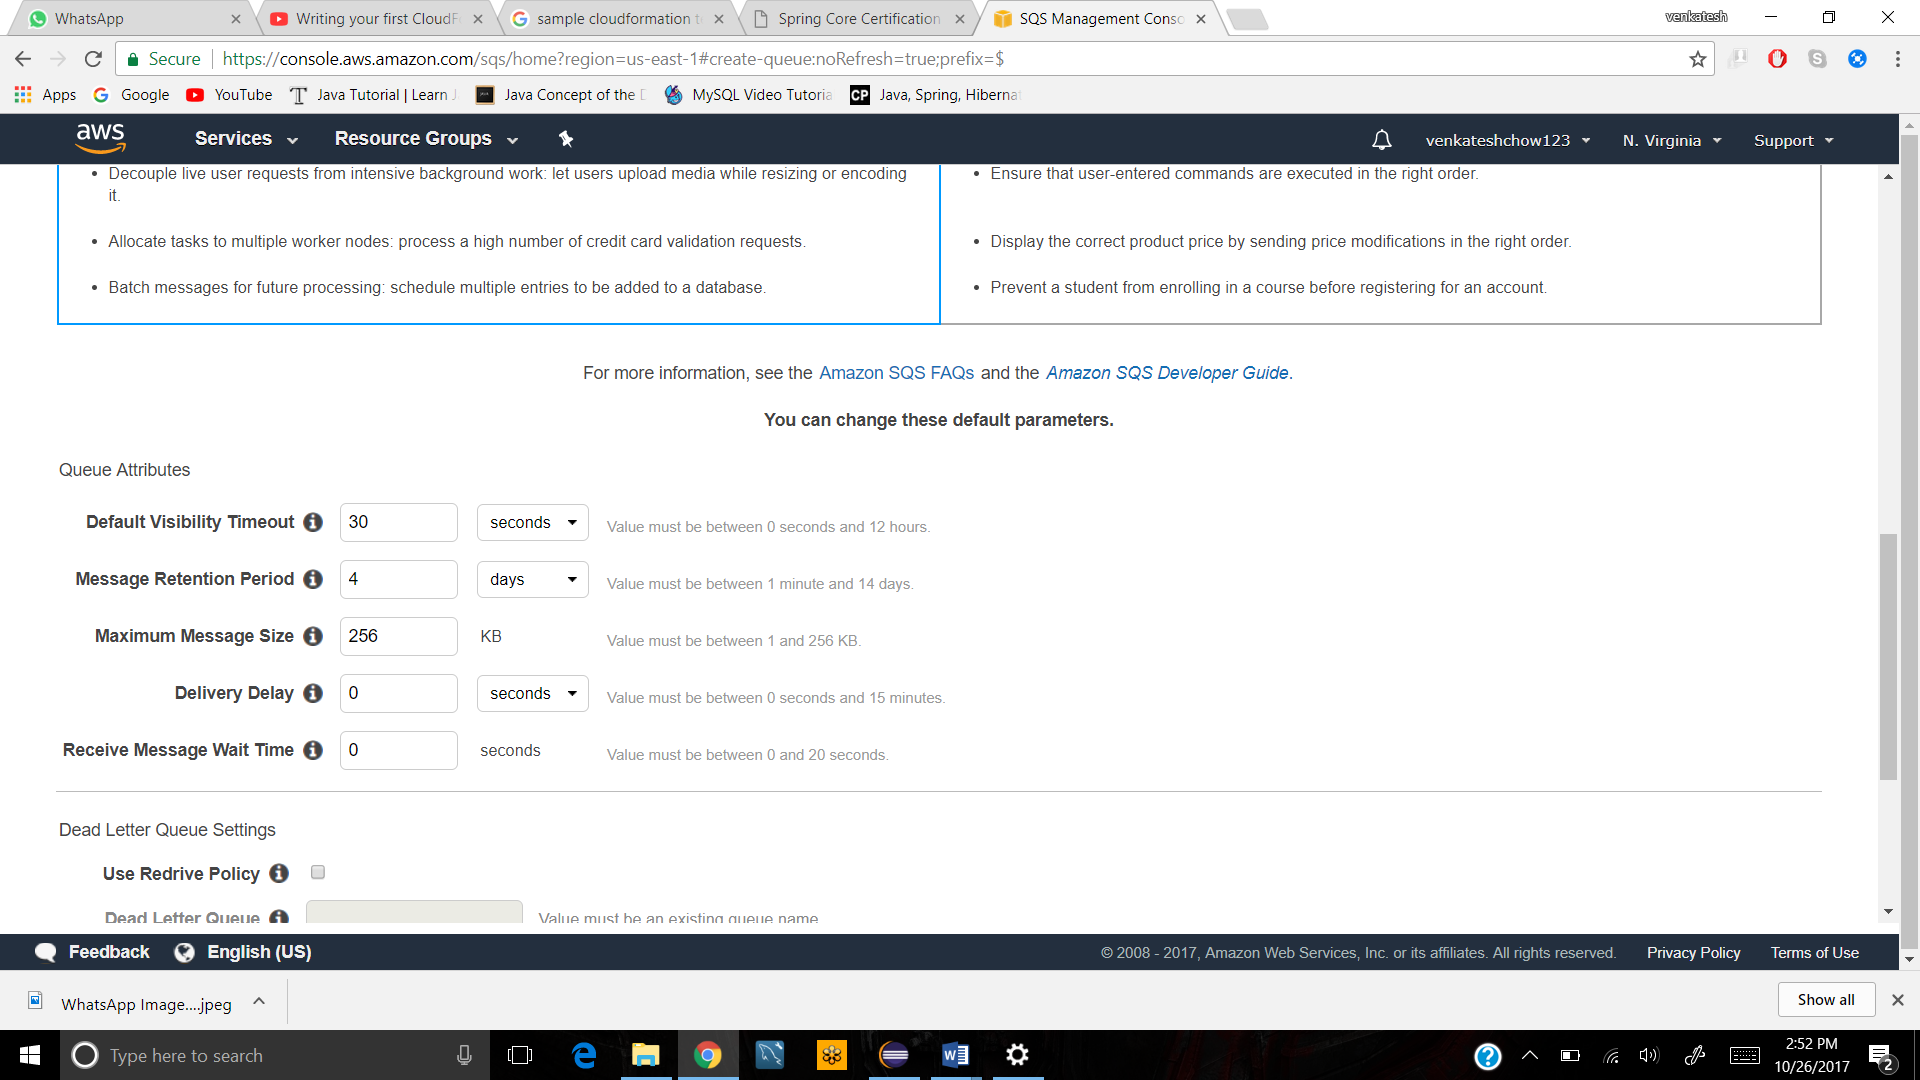 WhatsApp
Writing your first CloudF
sample cloudformation t
Spring Core Certification
SQS Management Conso
venkatesh
Secure
https://console.aws.amazon.com/sqs/home?region=us-east-1#create-queue:noRefresh=true;prefix=$
Apps
Google
YouTube
Java Tutorial | Learn J
Java Concept of the D
MySQL Video Tutoria
CP
Java, Spring, Hibernat
aws
Services
Resource Groups
venkateshchow123
N. Virginia
Support
• Decouple live user requests from intensive background work: let users upload media while resizing or encoding
it.
• Allocate tasks to multiple worker nodes: process a high number of credit card validation requests.
• Batch messages for future processing: schedule multiple entries to be added to a database.
• Ensure that user-entered commands are executed in the right order.
• Display the correct product price by sending price modifications in the right order.
• Prevent a student from enrolling in a course before registering for an account.
For more information, see the Amazon SQS FAQs and the Amazon SQS Developer Guide.
You can change these default parameters.
Queue Attributes
Default Visibility Timeout 30 seconds Value must be between 0 seconds and 12 hours.
Message Retention Period 4 days Value must be between 1 minute and 14 days.
Maximum Message Size 256 KB Value must be between 1 and 256 KB.
Delivery Delay 0 seconds Value must be between 0 seconds and 15 minutes.
Receive Message Wait Time 0 seconds Value must be between 0 and 20 seconds.
Dead Letter Queue Settings
Use Redrive Policy
Dead Letter Queue Value must be an existing queue name
Feedback
English (US)
© 2008 - 2017, Amazon Web Services, Inc. or its affiliates. All rights reserved.
Privacy Policy
Terms of Use
WhatsApp Image....jpeg
Show all
Type here to search
2:52 PM
10/26/2017
2